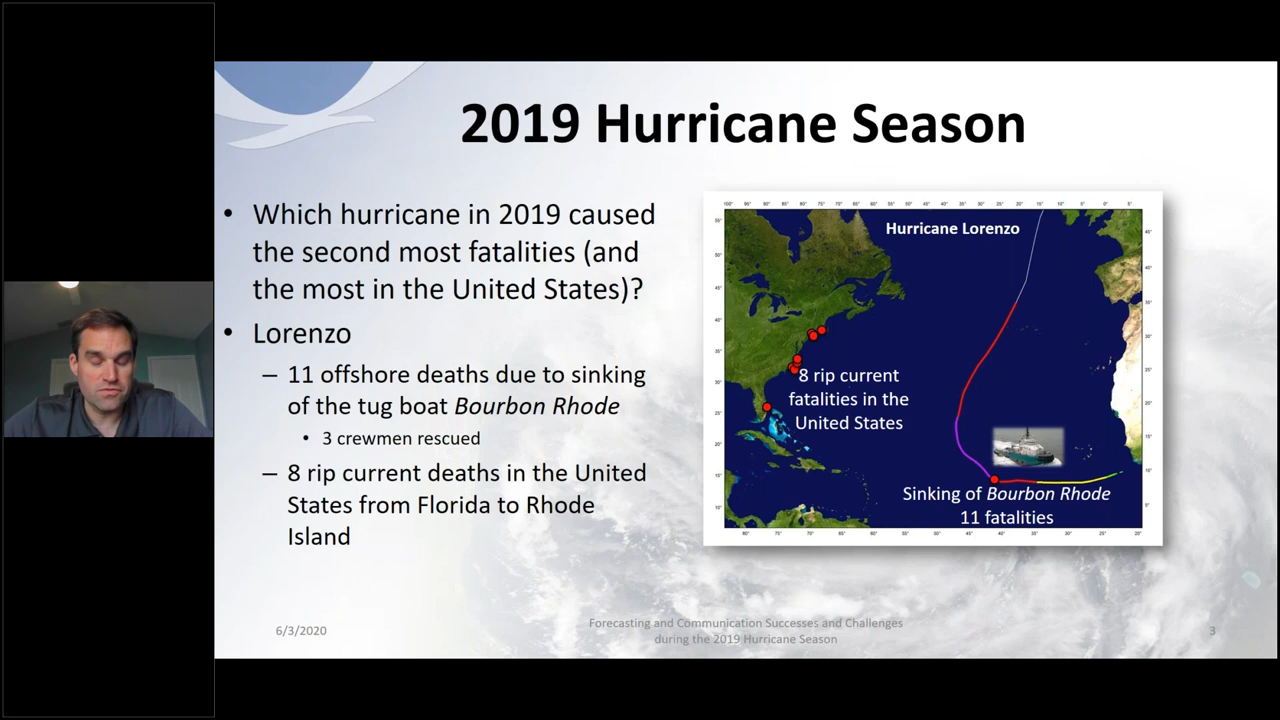 2019 Hurricane Season
• Which hurricane in 2019 caused
the second most fatalities (and
the most in the United States)?
• Lorenzo
– 11 offshore deaths due to sinking
of the tug boat Bourbon Rhode
• 3 crewmen rescued
– 8 rip current deaths in the United
States from Florida to Rhode
Island
Hurricane Lorenzo
8 rip current
fatalities in the
United States
Sinking of Bourbon Rhode
11 fatalities
6/3/2020
Forecasting and Communication Successes and Challenges
during the 2019 Hurricane Season
3